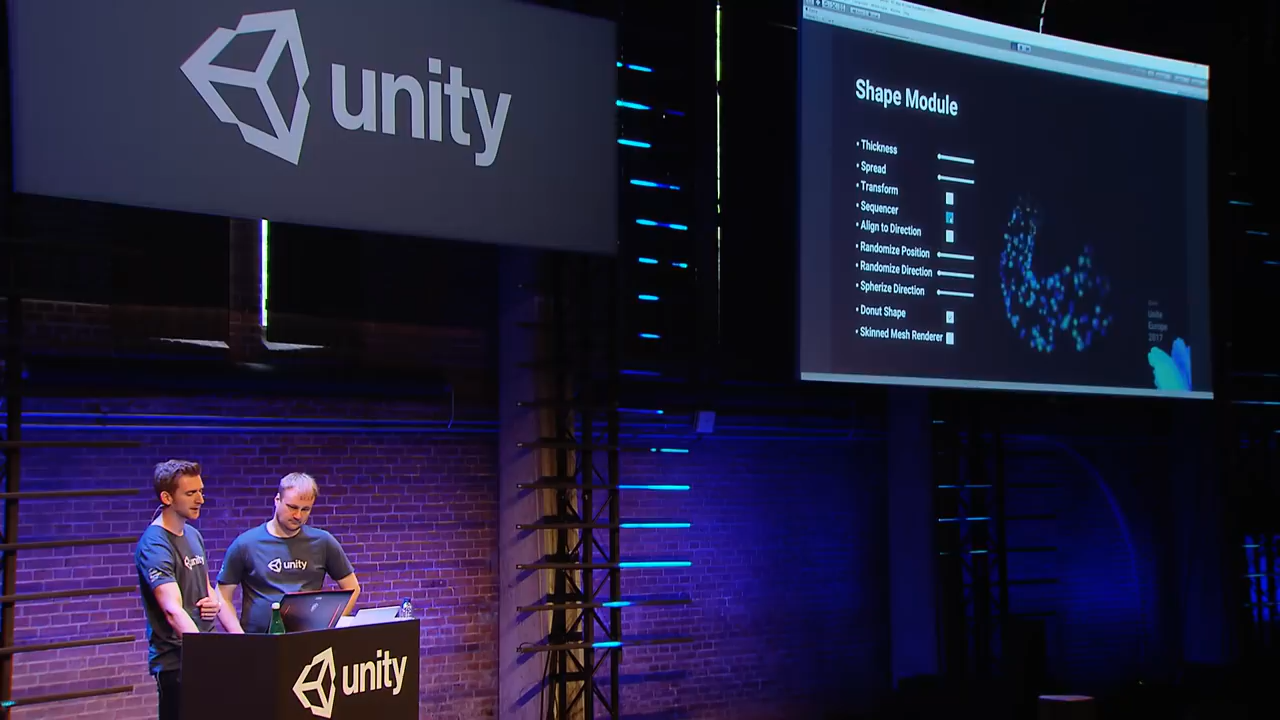 unity
Shape Module
• Thickness
• Spread
• Transform
• Sequencer
• Align to Direction
• Randomize Position
• Randomize Direction
• Spherize Direction
• Donut Shape
• Skinned Mesh Renderer
Unite
Europe
2017
unity
unity
unity